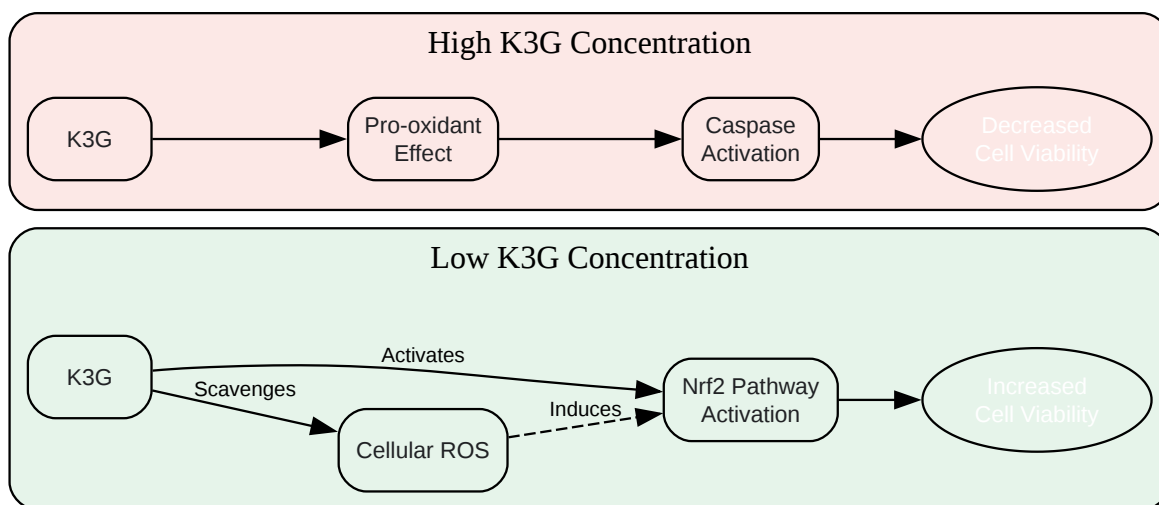 High K3G Concentration
K3G
Pro-oxidant
Effect
Caspase
Activation
Decreased
Cell Viability
Low K3G Concentration
K3G
Activates
Scavenges
Cellular ROS
Induces
Nrf2 Pathway
Activation
Increased
Cell Viability